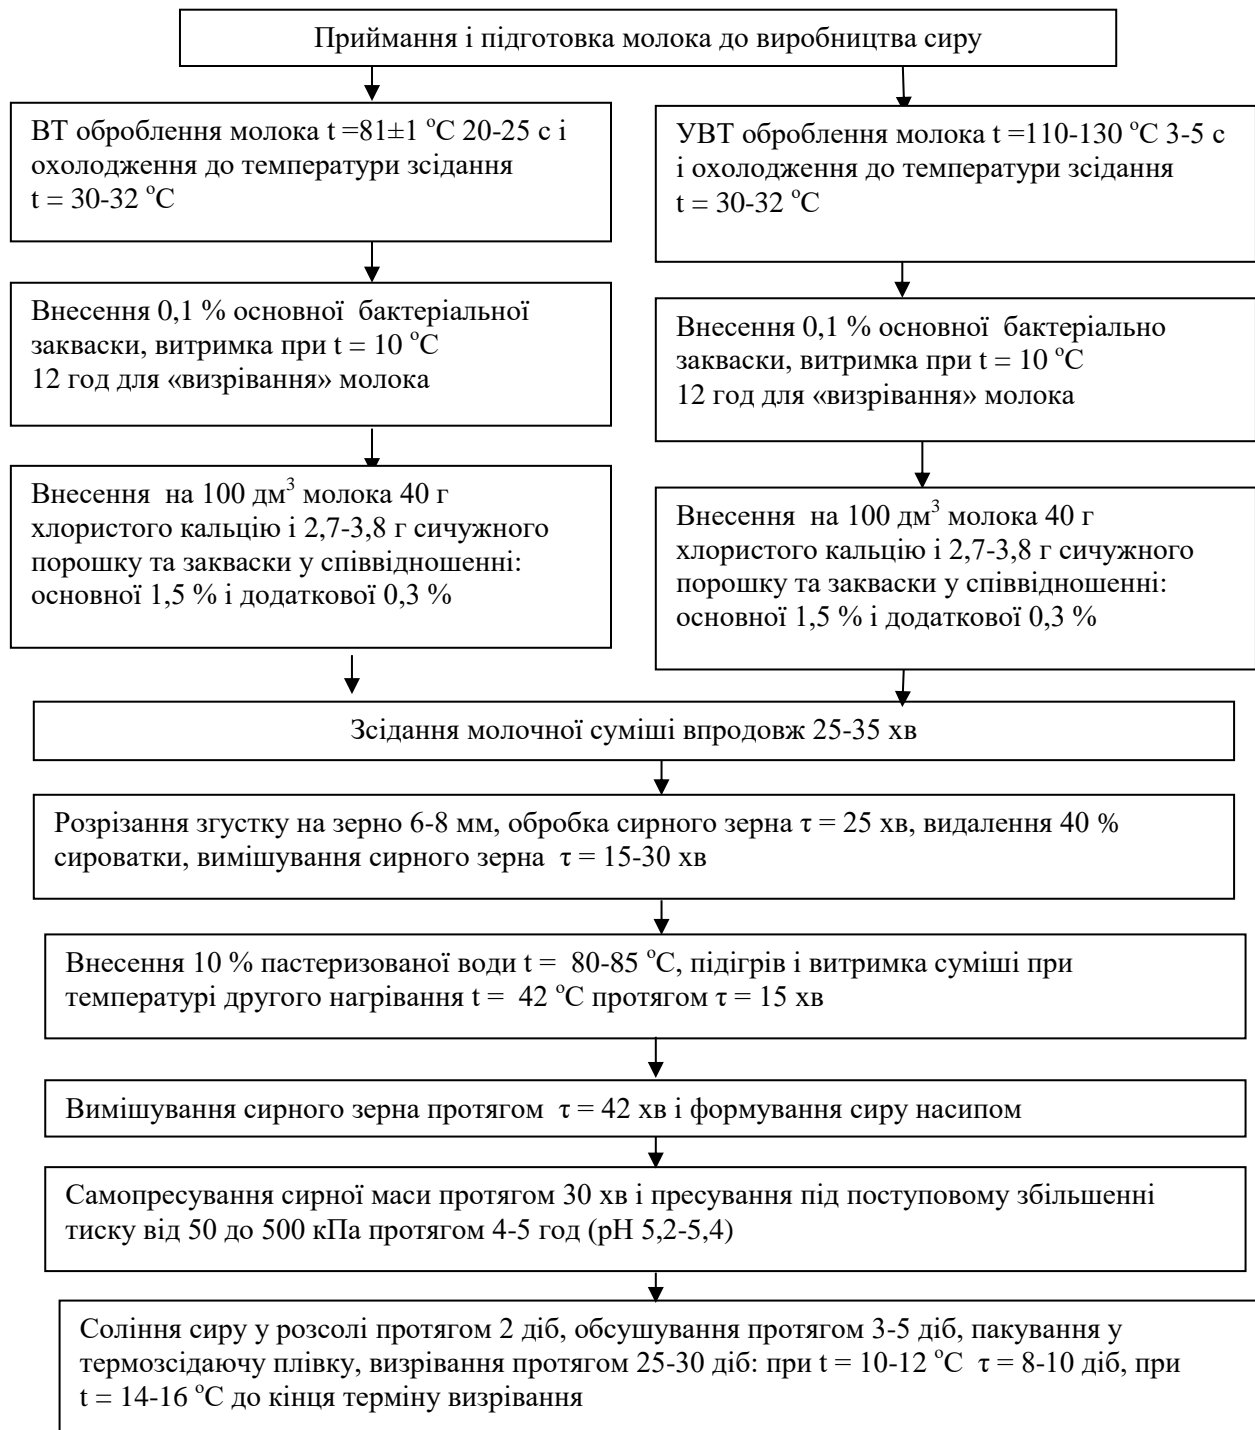 Приймання і підготовка молока до виробництва сиру
ВТ оброблення молока t =81±1 °С 20-25 с і
охолодження до температури зсідання
t = 30-32 °С
УВТ оброблення молока t =110-130 °С 3-5 с
і охолодження до температури зсідання
t = 30-32 °С
Внесення 0,1 % основної бактеріальної
закваски, витримка при t = 10 °С
12 год для «визрівання» молока
Внесення 0,1 % основної бактеріально
закваски, витримка при t = 10 °С
12 год для «визрівання» молока
Внесення на 100 дм³ молока 40 г
хлористого кальцію і 2,7-3,8 г сичужного
порошку та закваски у співвідношенні:
основної 1,5 % і додаткової 0,3 %
Внесення на 100 дм³ молока 40 г
хлористого кальцію і 2,7-3,8 г сичужного
порошку та закваски у співвідношенні:
основної 1,5 % і додаткової 0,3 %
Зсідання молочної суміші впродовж 25-35 хв
Розрізання згустку на зерно 6-8 мм, обробка сирного зерна τ = 25 хв, видалення 40 %
сироватки, вимішування сирного зерна τ = 15-30 хв
Внесення 10 % пастеризованої води t = 80-85 °С, підігрів і витримка суміші при
температурі другого нагрівання t = 42 °С протягом τ = 15 хв
Вимішування сирного зерна протягом τ = 42 хв і формування сиру насипом
Самопресування сирної маси протягом 30 хв і пресування під поступовому збільшенні
тиску від 50 до 500 кПа протягом 4-5 год (рН 5,2-5,4)
Соління сиру у розсолі протягом 2 діб, обсушування протягом 3-5 діб, пакування у
термозсідаючу плівку, визрівання протягом 25-30 діб: при t = 10-12 °С τ = 8-10 діб, при
t = 14-16 °С до кінця терміну визрівання